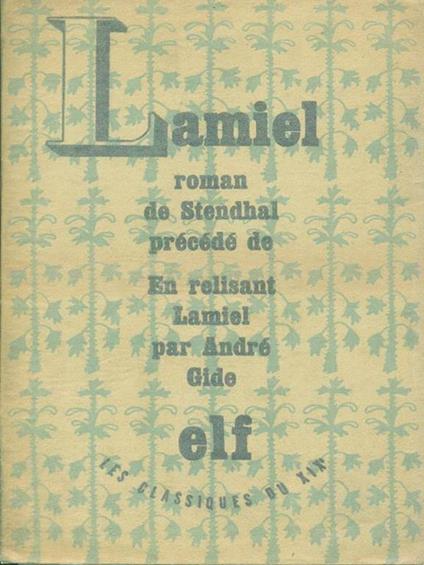 Lamiel
roman
de Stendhal
précédé de
En relisant
Lamiel
par André
Gide
elf
LES CLASSIQUES DU XIXe